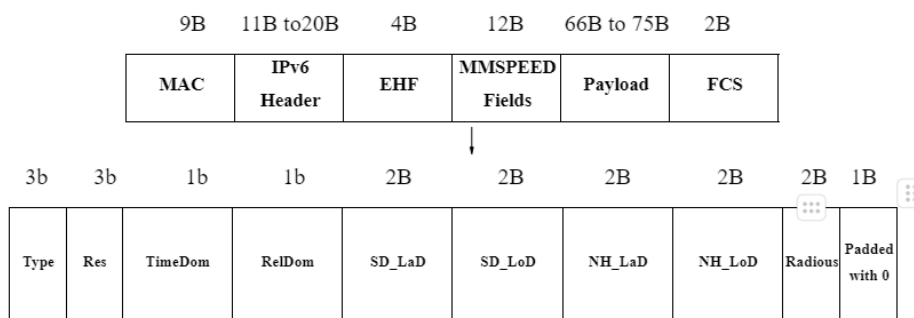 9B 11B to20B 4B 12B 66B to 75B 2B
MAC IPv6 Header EHF MMSPEED Fields Payload FCS
3b 3b 1b 1b 2B 2B 2B 2B 2B 1B
Type Res TimeDom RelDom SD_LaD SD_LoD NH_LaD NH_LoD Radious Padded with 0